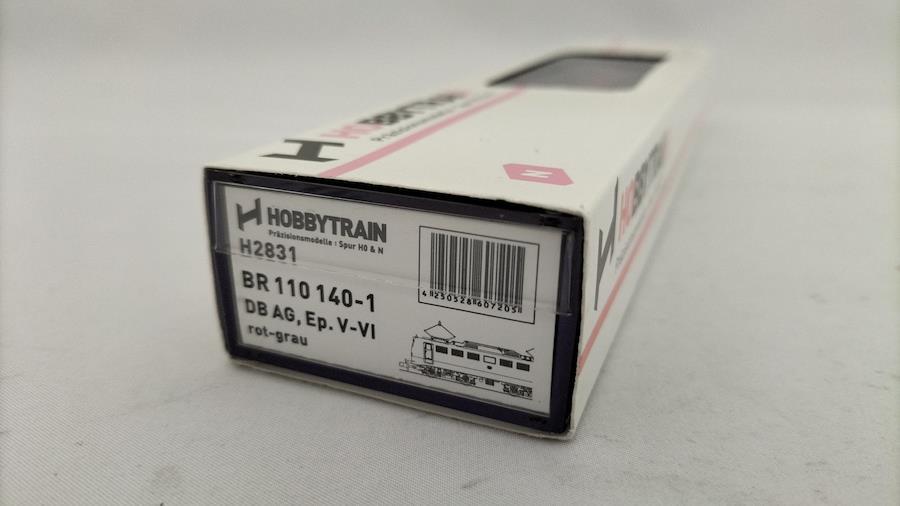 HOBBYTRAIN
N
HOBBYTRAIN
HOBBYTRAIN
Präzisionsmodelle : Spur H0 & N
H2831
BR 110 140-1
DB AG, Ep. V-VI
rot-grau
4 250528 607205